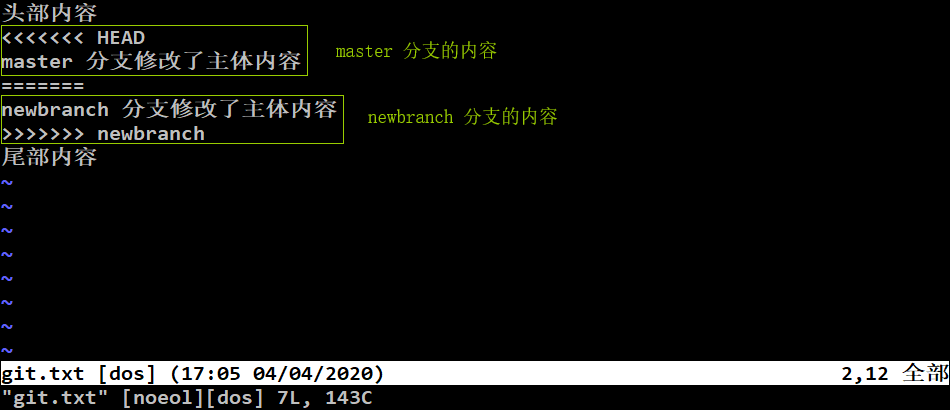 头部内容
<<<<<<< HEAD
master 分支修改了主体内容
master 分支的内容
=======
newbranch 分支修改了主体内容
>>>>>>> newbranch
newbranch 分支的内容
尾部内容
~
~
~
~
~
~
~
~
git.txt [dos] (17:05 04/04/2020) 2,12 全部
"git.txt" [noeol][dos] 7L, 143C